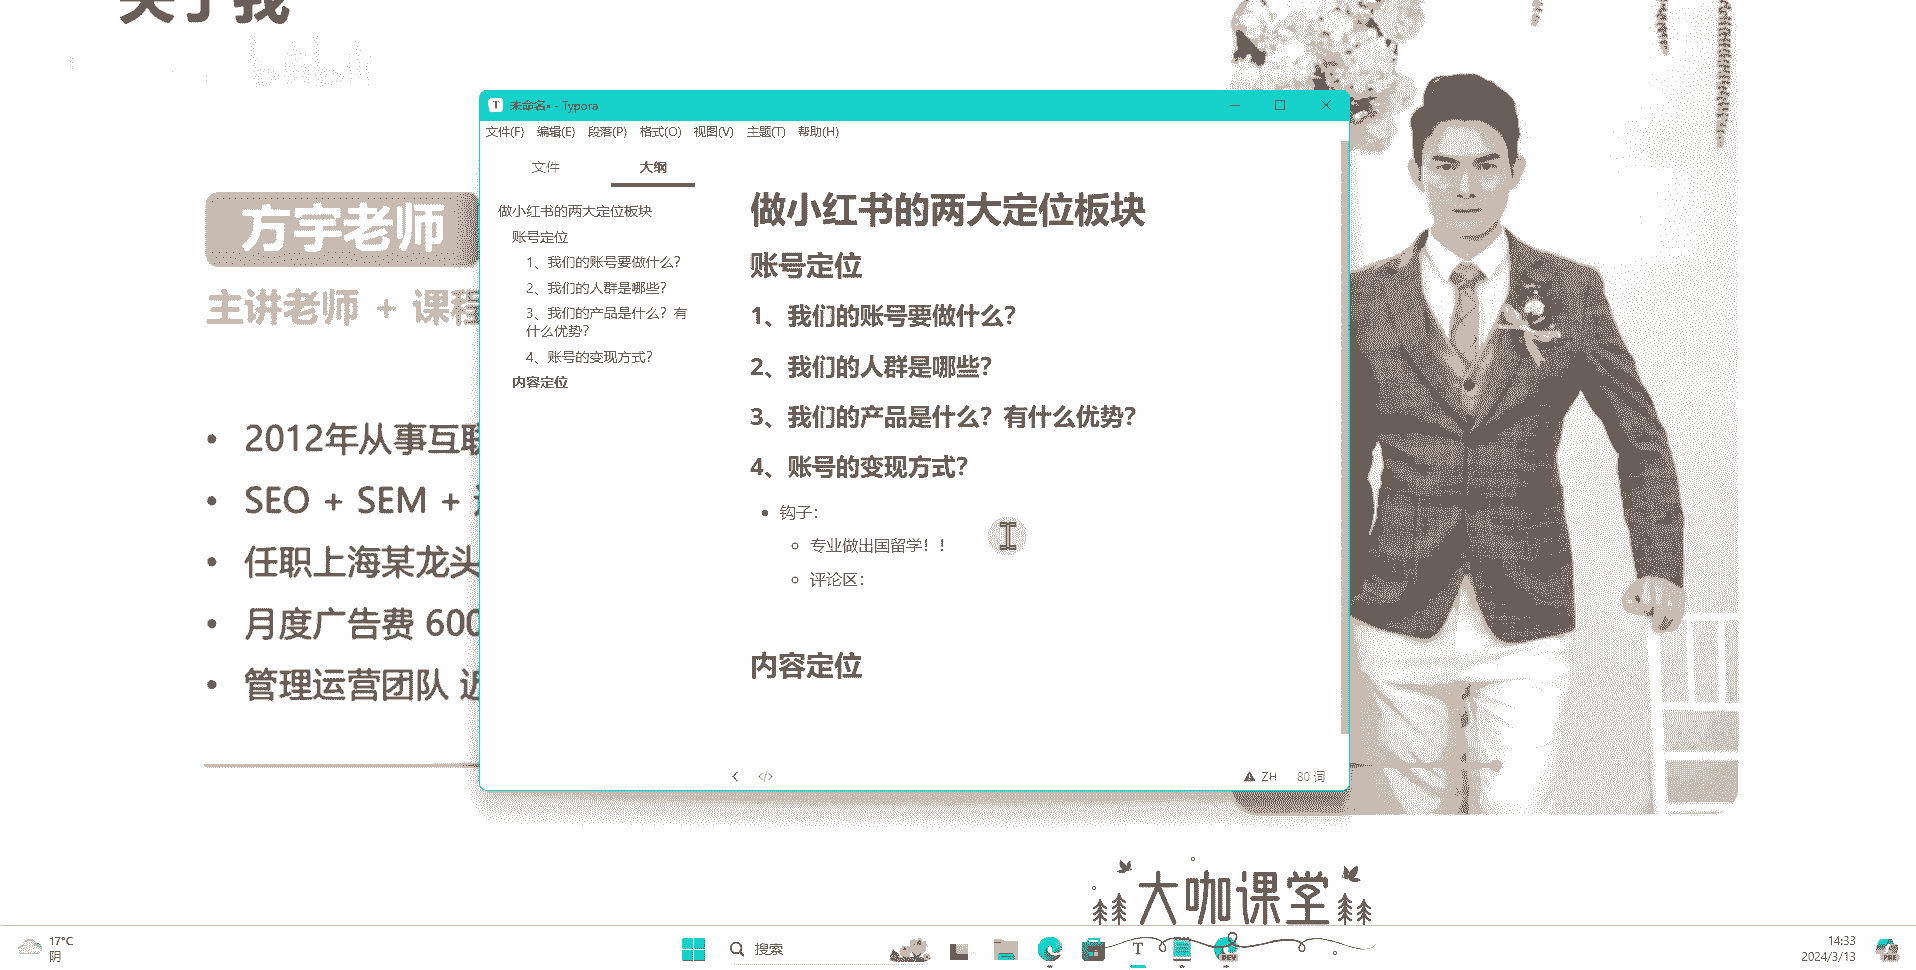 关于我
bilibili
方宇老师
主讲老师 + 课程
2012年从事互联
SEO + SEM +
任职上海某龙头
月度广告费 600
管理运营团队 近
T 未命名• - Typora
文件(F) 编辑(E) 段落(P) 格式(O) 视图(V) 主题(T) 帮助(H)
文件 大纲
做小红书的两大定位板块
账号定位
1、我们的账号要做什么?
2、我们的人群是哪些?
3、我们的产品是什么？有
什么优势?
4、账号的变现方式?
内容定位
做小红书的两大定位板块
账号定位
1、我们的账号要做什么?
2、我们的人群是哪些?
3、我们的产品是什么？有什么优势?
4、账号的变现方式?
钩子:
专业做出国留学！！
评论区:
内容定位
</> ZH 80 词
大咖课堂
17°C
阴
搜索
T
DEV
14:33
2024/3/13
PRE